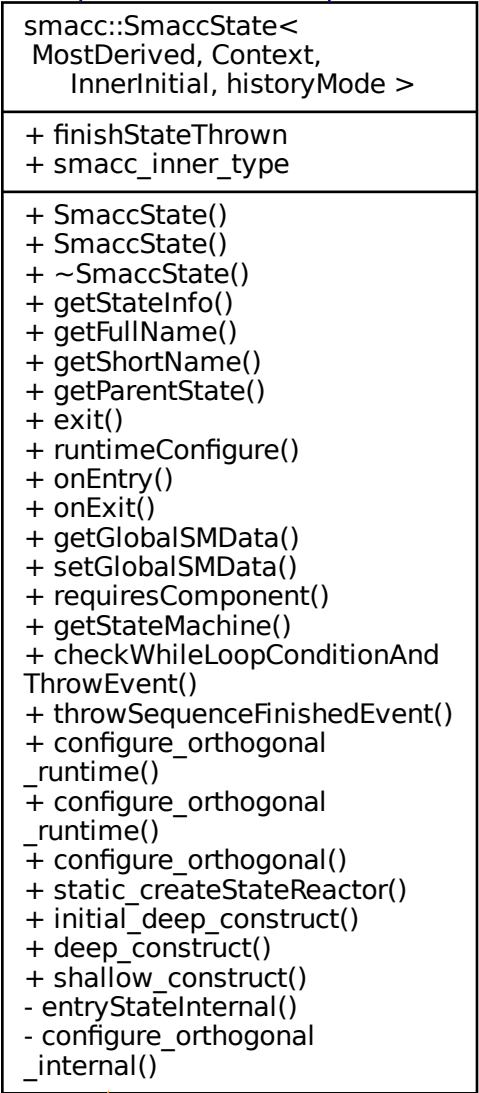 smacc::SmaccState<
MostDerived, Context,
InnerInitial, historyMode >
+ finishStateThrown
+ smacc_inner_type
+ SmaccState()
+ SmaccState()
+ ~SmaccState()
+ getStateInfo()
+ getFullName()
+ getShortName()
+ getParentState()
+ exit()
+ runtimeConfigure()
+ onEntry()
+ onExit()
+ getGlobalSMData()
+ setGlobalSMData()
+ requiresComponent()
+ getStateMachine()
+ checkWhileLoopConditionAnd
ThrowEvent()
+ throwSequenceFinishedEvent()
+ configure_orthogonal
_runtime()
+ configure_orthogonal
_runtime()
+ configure_orthogonal()
+ static_createStateReactor()
+ initial_deep_construct()
+ deep_construct()
+ shallow_construct()
- entryStateInternal()
- configure_orthogonal
_internal()